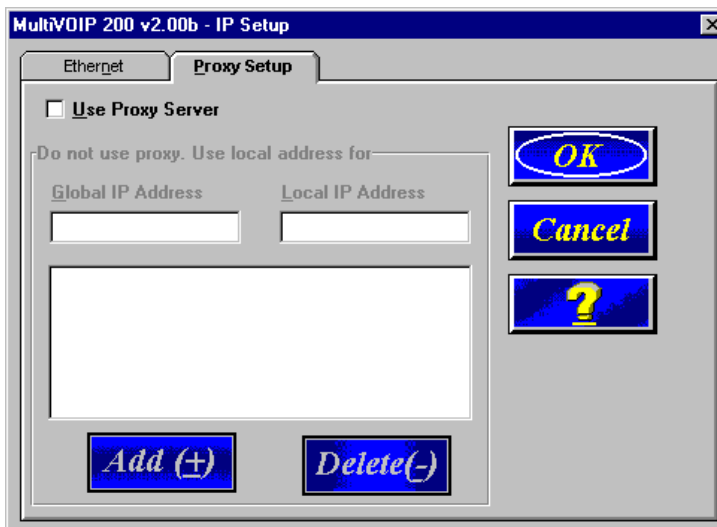 MultiVOIP 200 v2.00b - IP Setup
Ethernet
Proxy Setup
Use Proxy Server
Do not use proxy. Use local address for
Global IP Address
Local IP Address
OK
Cancel
?
Add (+)
Delete(-)